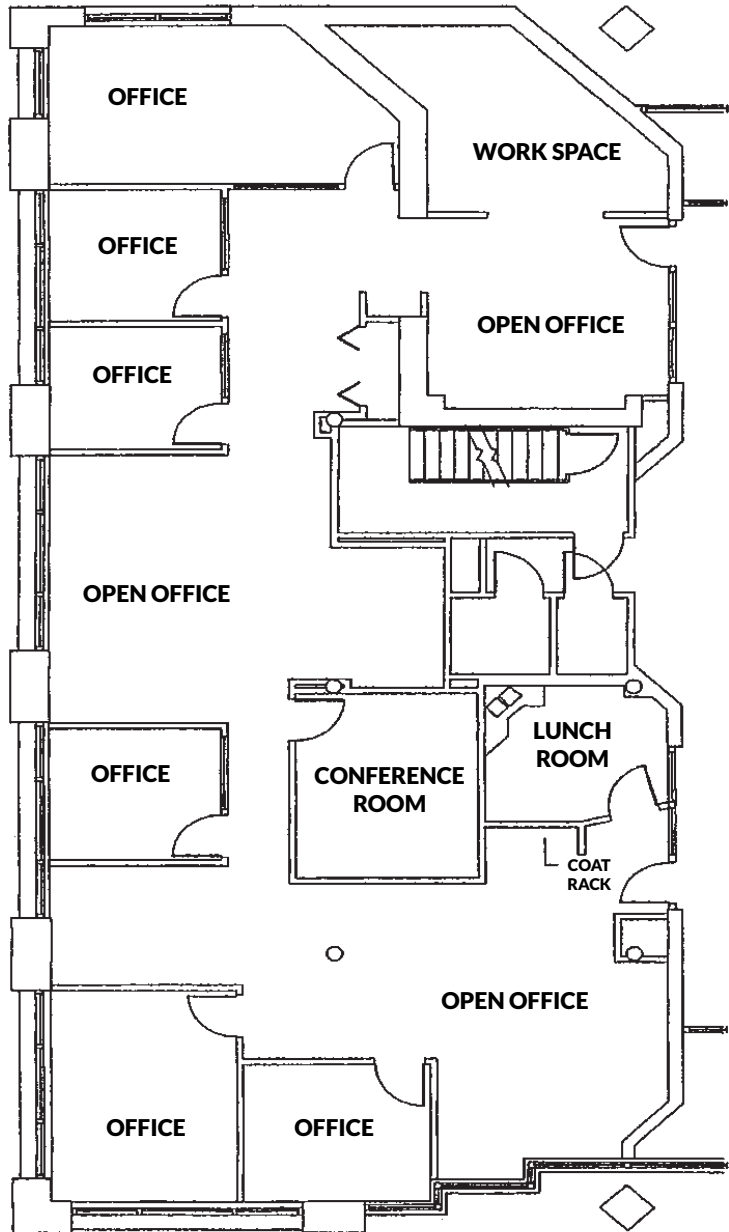 OFFICE
WORK SPACE
OFFICE
OPEN OFFICE
OFFICE
OPEN OFFICE
LUNCH
ROOM
OFFICE
CONFERENCE
ROOM
COAT
RACK
OPEN OFFICE
OFFICE
OFFICE